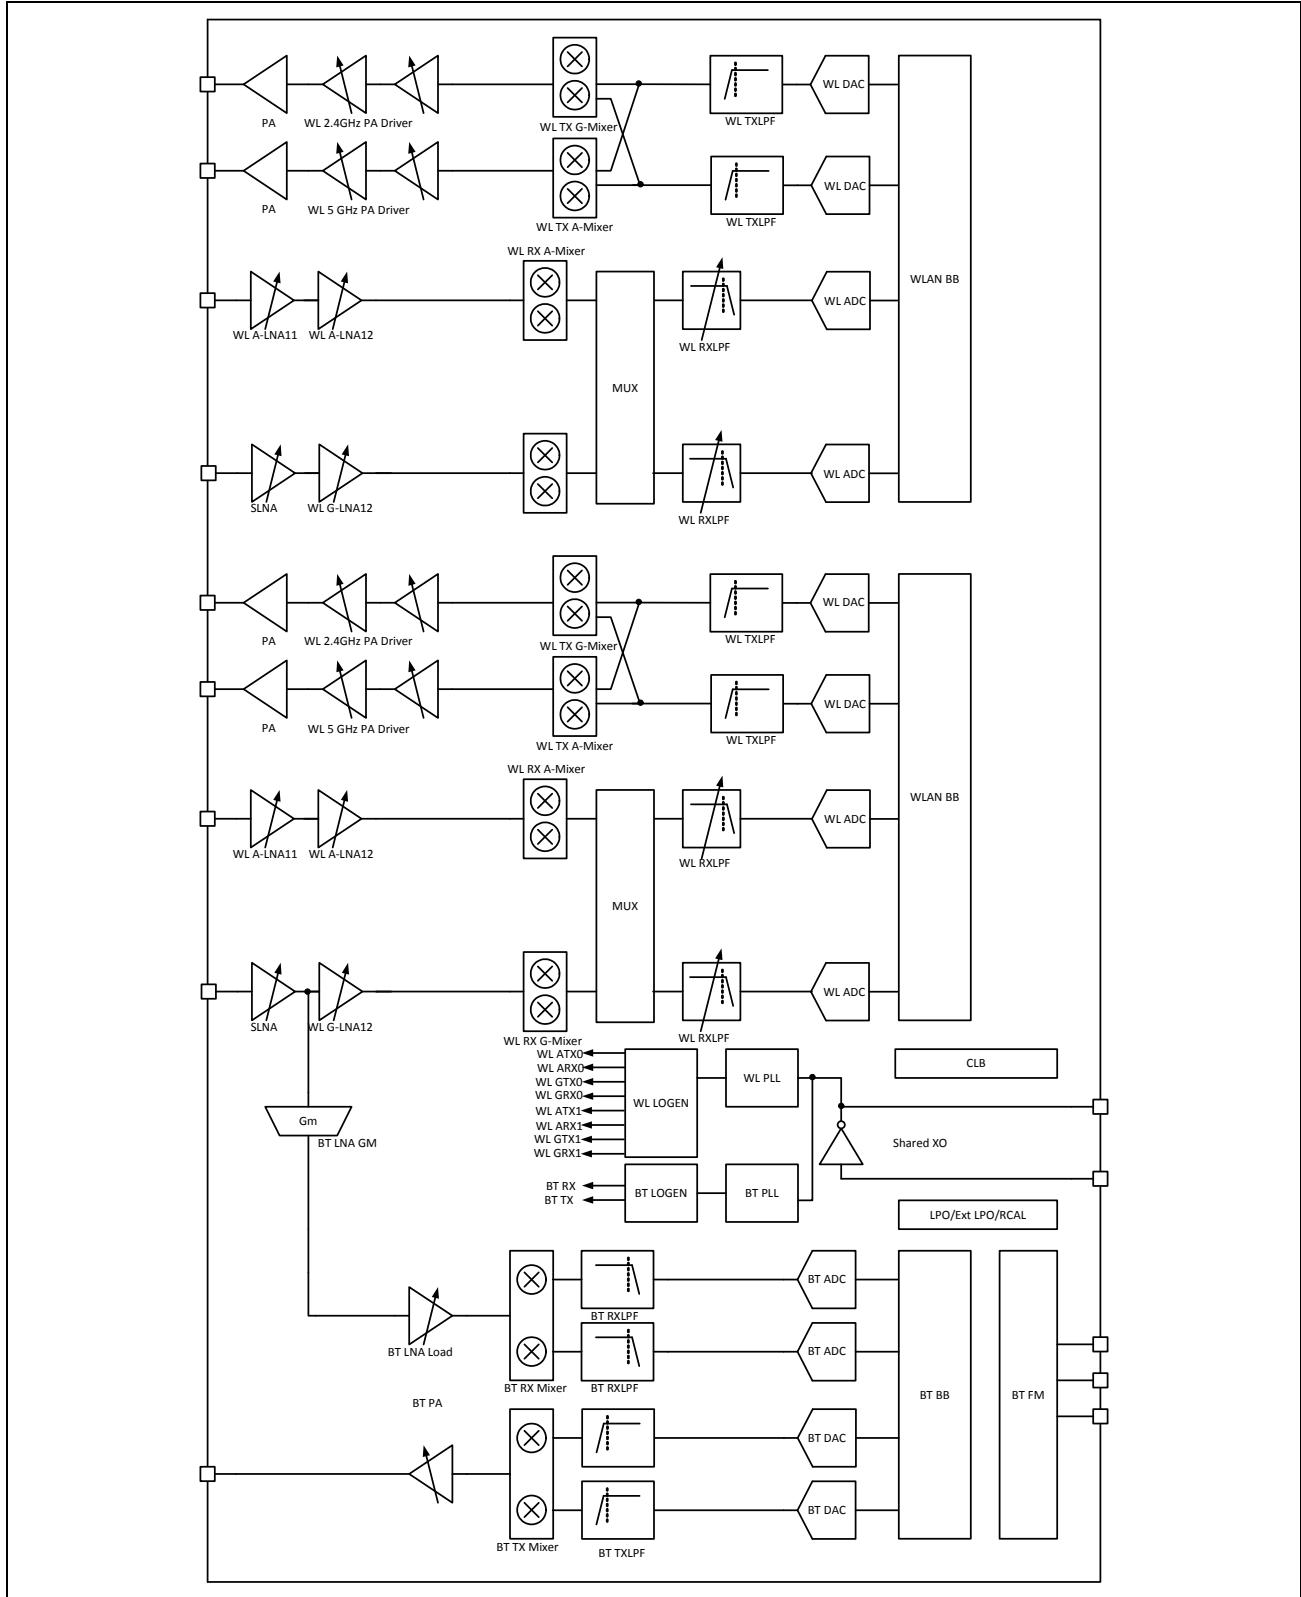 WL DAC
PA
WL 2.4GHz PA Driver
WL TX G-Mixer
WL TXLPF
WL DAC
PA
WL 5 GHz PA Driver
WL TX A-Mixer
WL TXLPF
WL RX A-Mixer
WLAN BB
WL ADC
WL A-LNA11
WL A-LNA12
WL RXLPF
MUX
WL ADC
SLNA
WL G-LNA12
WL RXLPF
WL DAC
PA
WL 2.4GHz PA Driver
WL TX G-Mixer
WL TXLPF
WL DAC
PA
WL 5 GHz PA Driver
WL TX A-Mixer
WL TXLPF
WL RX A-Mixer
WLAN BB
WL ADC
WL A-LNA11
WL A-LNA12
WL RXLPF
MUX
WL ADC
SLNA
WL G-LNA12
WL RX G-Mixer
WL RXLPF
WL ATX0
WL ARX0
WL GTX0
WL GRX0
WL ATX1
WL ARX1
WL GTX1
WL GRX1
WL LOGEN
WL PLL
CLB
Gm
BT LNA GM
Shared XO
BT RX
BT TX
BT LOGEN
BT PLL
LPO/Ext LPO/RCAL
BT ADC
BT RXLPF
BT LNA Load
BT ADC
BT RX Mixer
BT RXLPF
BT PA
BT BB
BT FM
BT DAC
BT DAC
BT TX Mixer
BT TXLPF